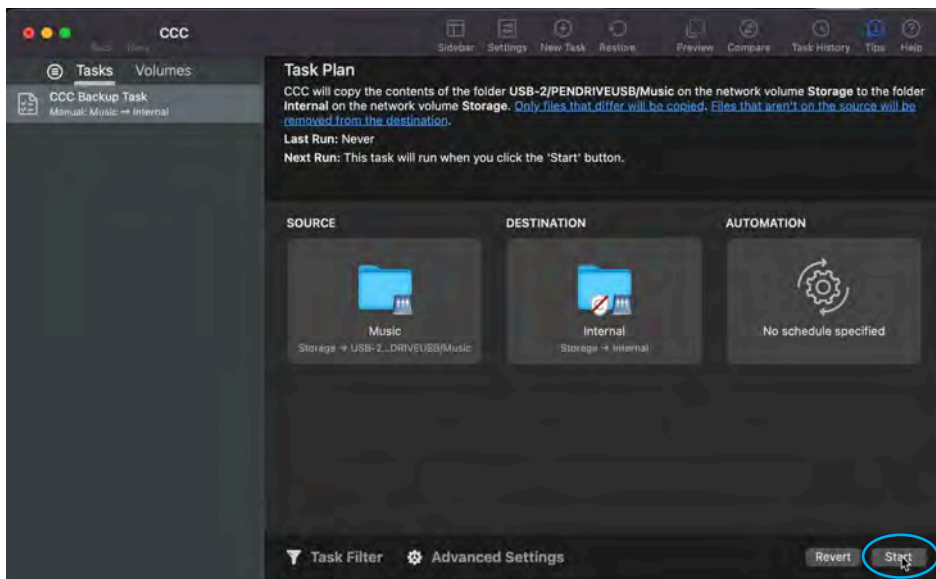 CCC
Sidebar Settings New Task Restore Preview Compare Task History Tips Help
Tasks Volumes
CCC Backup Task
Manual: Music → Internal
Task Plan
CCC will copy the contents of the folder USB-2/PENDRIVEUSB/Music on the network volume Storage to the folder
Internal on the network volume Storage. Only files that differ will be copied. Files that aren't on the source will be
removed from the destination.
Last Run: Never
Next Run: This task will run when you click the 'Start' button.
SOURCE DESTINATION AUTOMATION
Music Internal No schedule specified
Storage → USB-2...DRIVEUSB/Music Storage → Internal
Task Filter Advanced Settings Revert Start